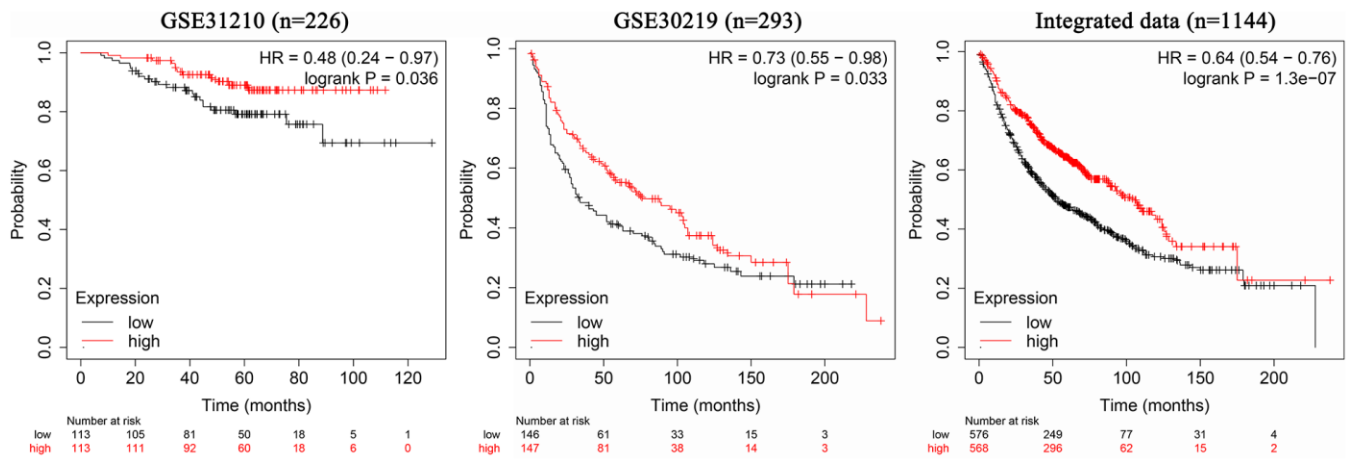 GSE31210 (n=226)
HR = 0.48 (0.24 − 0.97)
logrank P = 0.036
Probability
1.0
0.8
0.6
0.4
0.2
0.0
Expression
low
high
0 20 40 60 80 100 120
Time (months)
Number at risk
low 113 105 81 50 18 5 1
high 113 111 92 60 18 6 0
GSE30219 (n=293)
HR = 0.73 (0.55 − 0.98)
logrank P = 0.033
Probability
1.0
0.8
0.6
0.4
0.2
0.0
Expression
low
high
0 50 100 150 200
Time (months)
Number at risk
low 146 61 33 15 3
high 147 81 38 14 3
Integrated data (n=1144)
HR = 0.64 (0.54 − 0.76)
logrank P = 1.3e−07
Probability
1.0
0.8
0.6
0.4
0.2
0.0
Expression
low
high
0 50 100 150 200
Time (months)
Number at risk
low 576 249 77 31 4
high 568 296 62 15 2